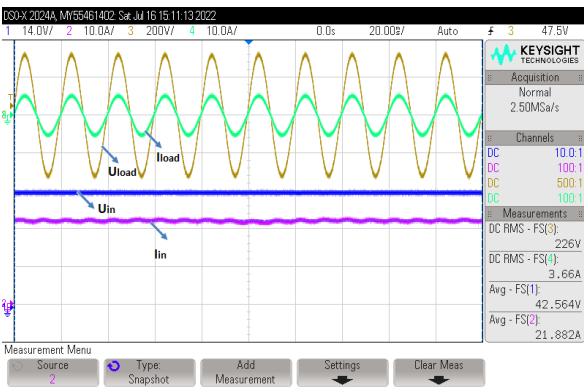 DSO-X 2024A, MY55461402: Sat Jul 16 15:11:13 2022
1 14.0V/ 2 10.0A/ 3 200V/ 4 10.0A/ 0.0s 20.00ms/ Auto 3 47.5V
KEYSIGHT
TECHNOLOGIES
Acquisition
Normal
2.50MSa/s
Channels
DC 10.0:1
DC 100:1
DC 500:1
DC 100:1
Measurements
DC RMS - FS(3):
226V
DC RMS - FS(4):
3.66A
Avg - FS(1):
42.564V
Avg - FS(2):
21.882A
T
Iload
Uload
Uin
Iin
Measurement Menu
Source
2
Type:
Snapshot
Add
Measurement
Settings
Clear Meas